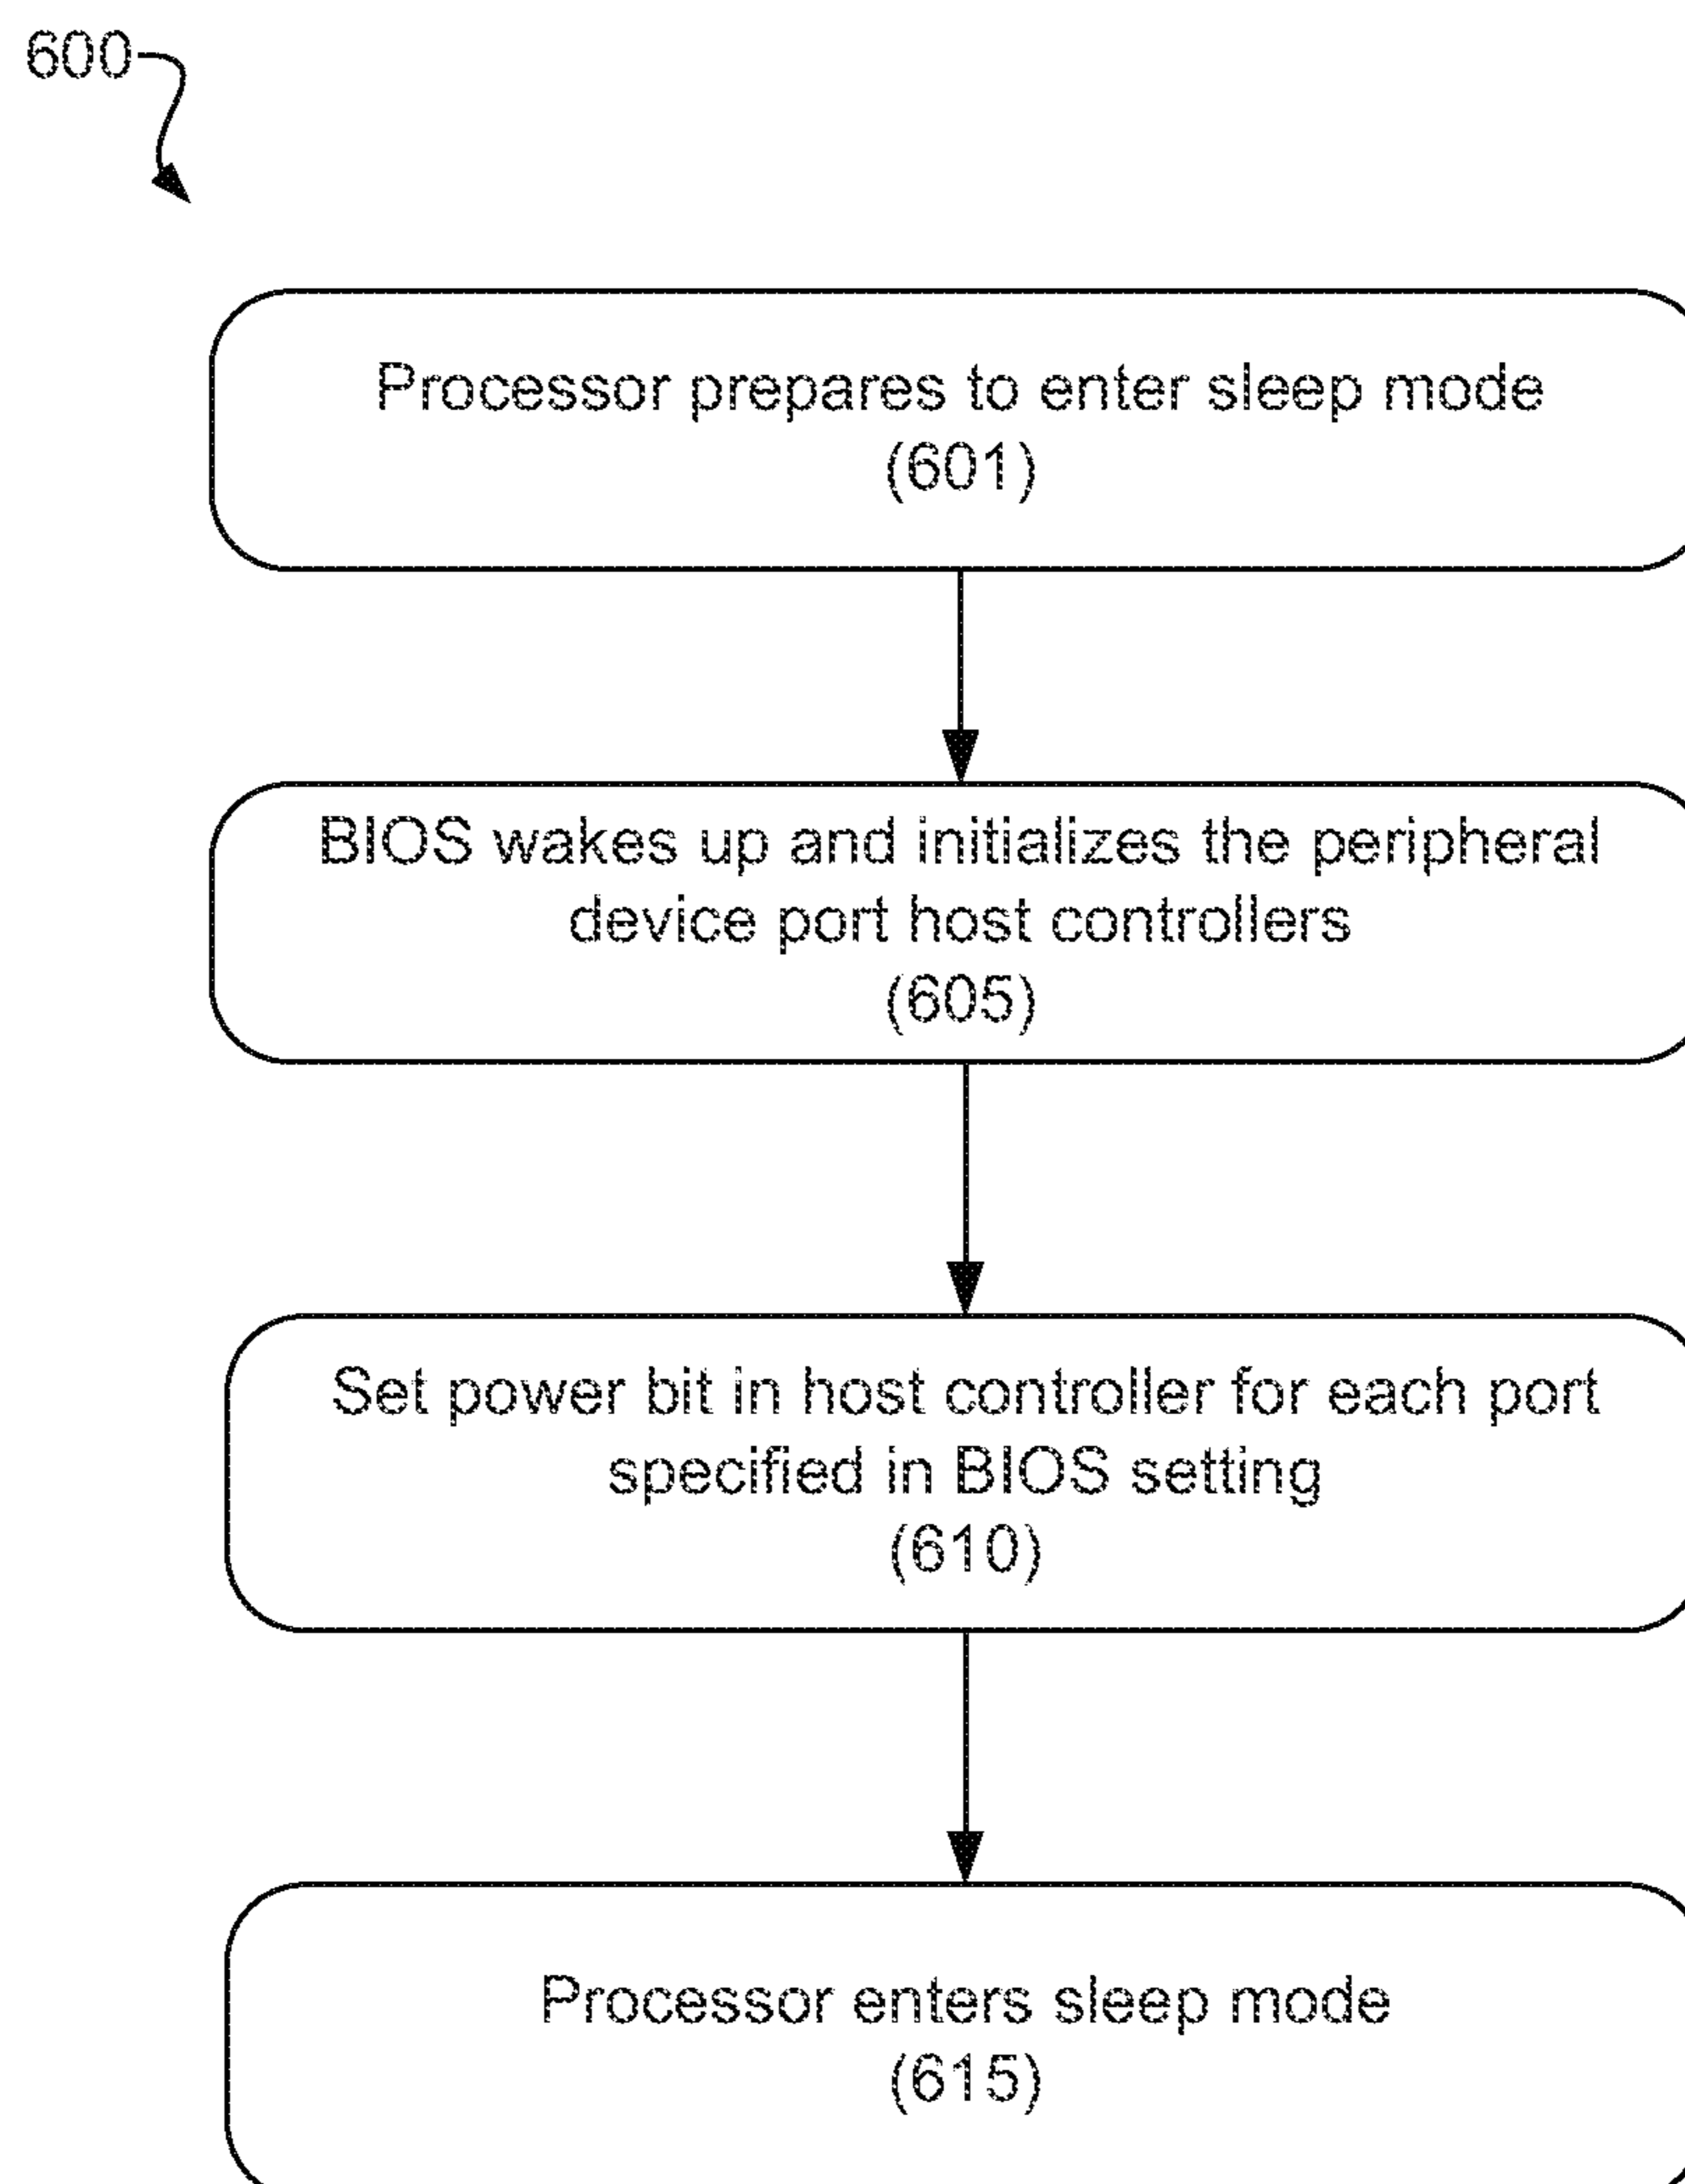 600
Processor prepares to enter sleep mode
(601)
BIOS wakes up and initializes the peripheral
device port host controllers
(605)
Set power bit in host controller for each port
specified in BIOS setting
(610)
Processor enters sleep mode
(615)